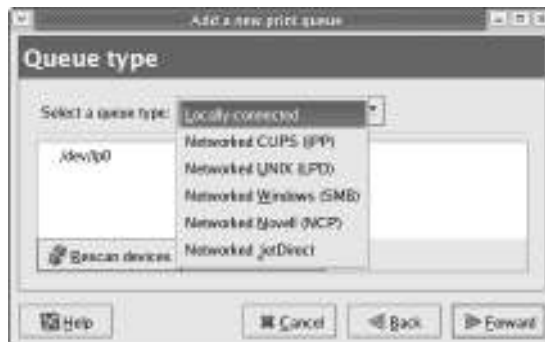 Add a new print queue
Queue type
Select a queue type:
Locally-connected
Networked CUPS (IPP)
Networked UNIX (LPD)
Networked Windows (SMB)
Networked Novell (NCP)
Networked JetDirect
/dev/lp0
Rescan devices
Help
Cancel
Back
Forward